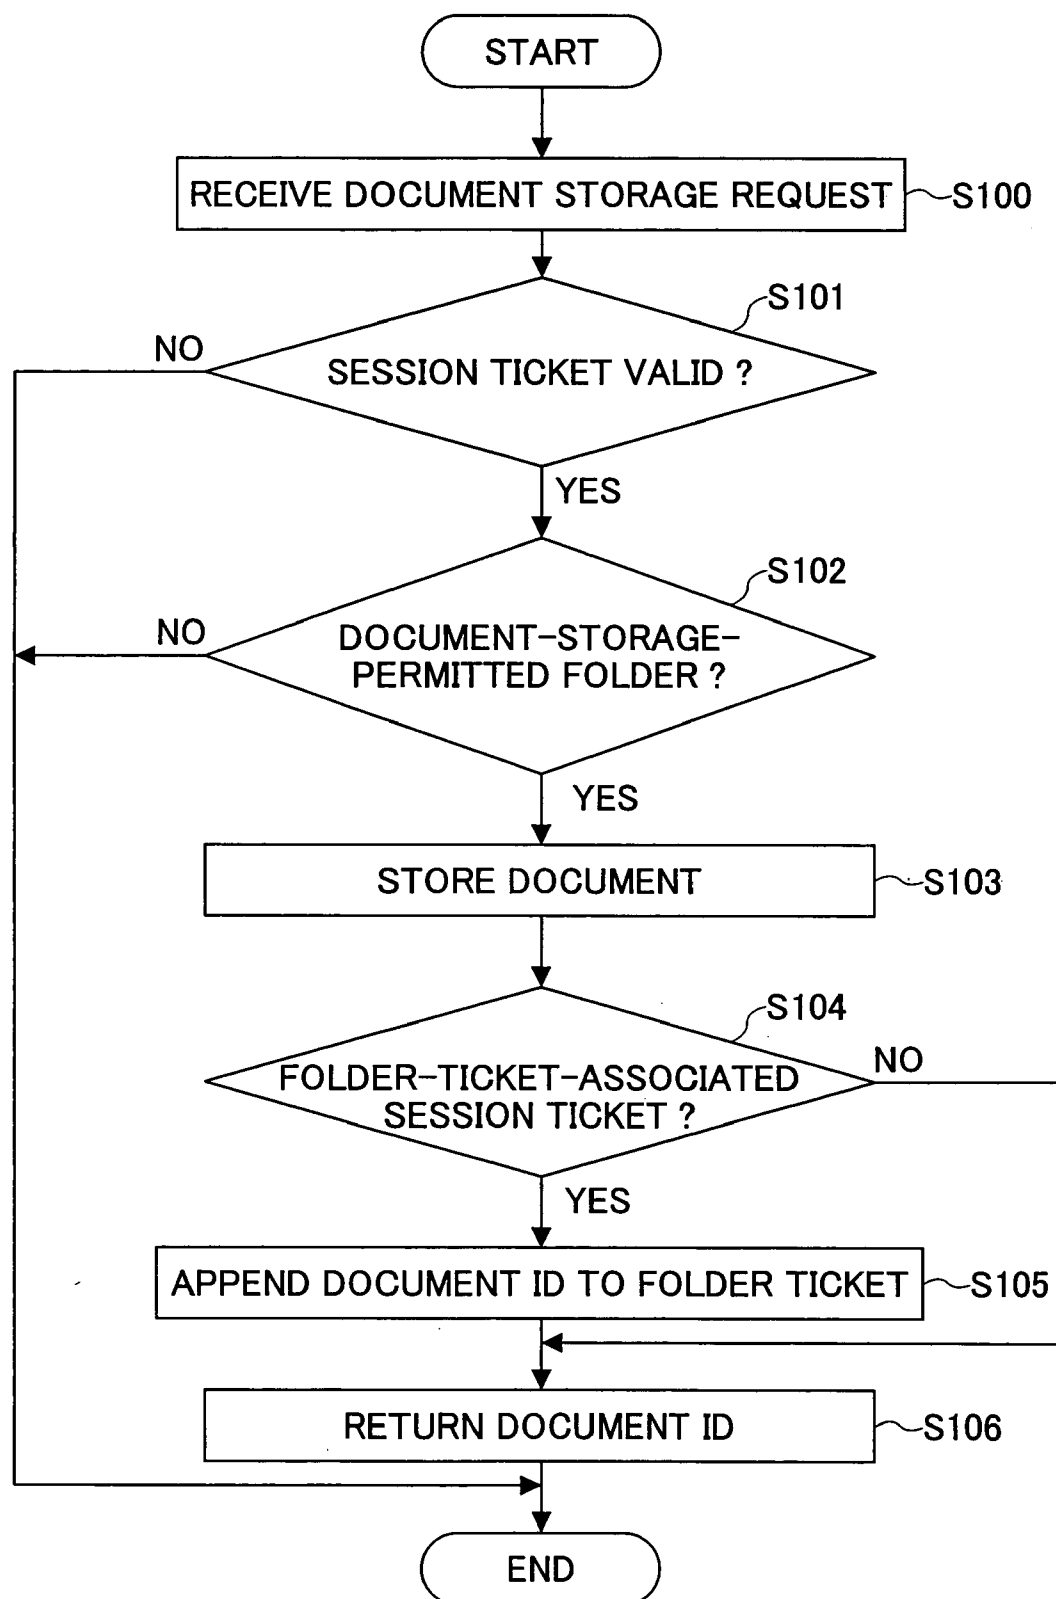 START
RECEIVE DOCUMENT STORAGE REQUEST
S100
S101
NO
SESSION TICKET VALID ?
YES
S102
NO
DOCUMENT-STORAGE-
PERMITTED FOLDER ?
YES
STORE DOCUMENT
S103
S104
NO
FOLDER-TICKET-ASSOCIATED
SESSION TICKET ?
YES
APPEND DOCUMENT ID TO FOLDER TICKET
S105
RETURN DOCUMENT ID
S106
END